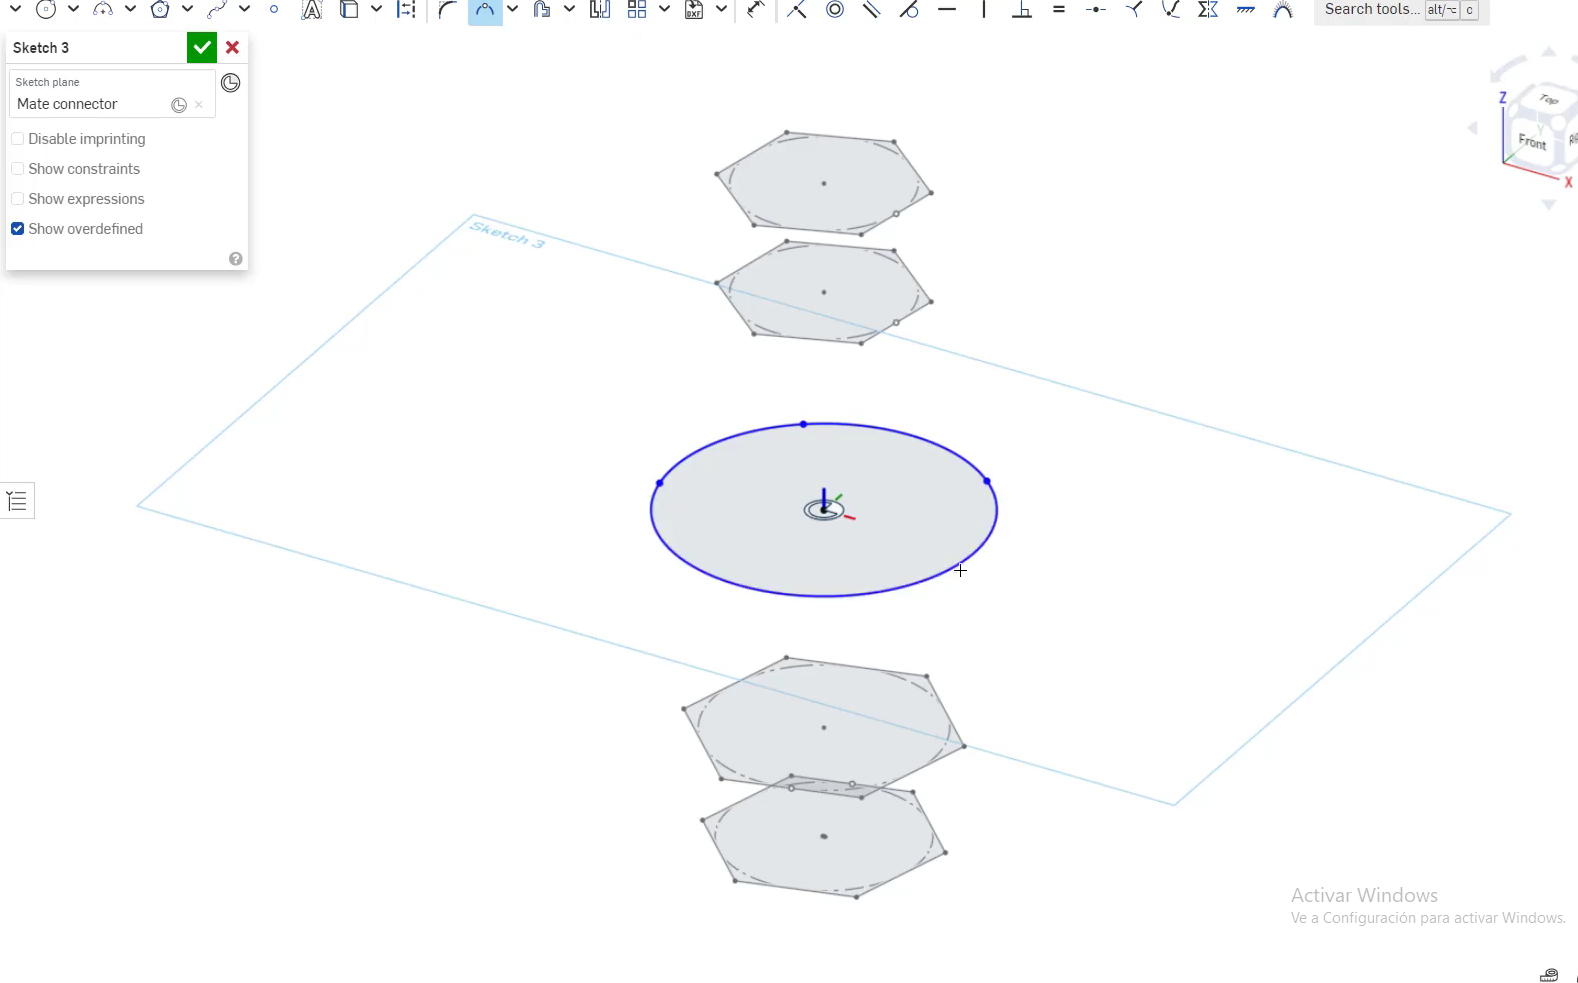 DXF
Search tools... alt/⌥ c
Sketch 3
Sketch plane
Mate connector
Disable imprinting
Show constraints
Show expressions
Show overdefined
?
Sketch 3
Z
Top
Y
Front
X
Activar Windows
Ve a Configuración para activar Windows.